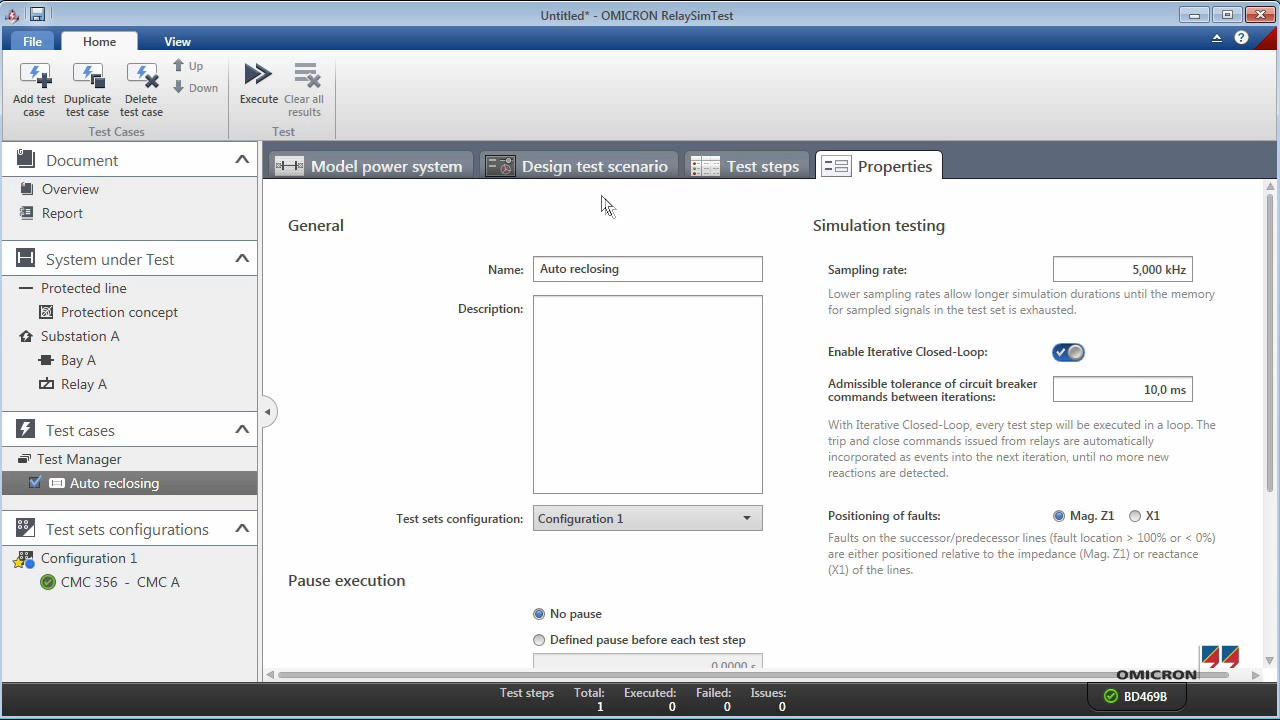 Untitled* - OMICRON RelaySimTest
File
Home
View
Add test case
Duplicate test case
Delete test case
Up
Down
Test Cases
Execute
Clear all results
Test
Document
Overview
Report
System under Test
Protected line
Protection concept
Substation A
Bay A
Relay A
Test cases
Test Manager
Auto reclosing
Test sets configurations
Configuration 1
CMC 356 - CMC A
Model power system
Design test scenario
Test steps
Properties
General
Name:
Auto reclosing
Description:
Test sets configuration:
Configuration 1
Pause execution
No pause
Defined pause before each test step
0.0000 s
Simulation testing
Sampling rate:
5,000 kHz
Lower sampling rates allow longer simulation durations until the memory
for sampled signals in the test set is exhausted.
Enable Iterative Closed-Loop:
Admissible tolerance of circuit breaker
commands between iterations:
10,0 ms
With Iterative Closed-Loop, every test step will be executed in a loop. The
trip and close commands issued from relays are automatically
incorporated as events into the next iteration, until no more new
reactions are detected.
Positioning of faults:
Mag. Z1
X1
Faults on the successor/predecessor lines (fault location > 100% or < 0%)
are either positioned relative to the impedance (Mag. Z1) or reactance
(X1) of the lines.
OMICRON
Test steps
Total:
1
Executed:
0
Failed:
0
Issues:
0
BD469B